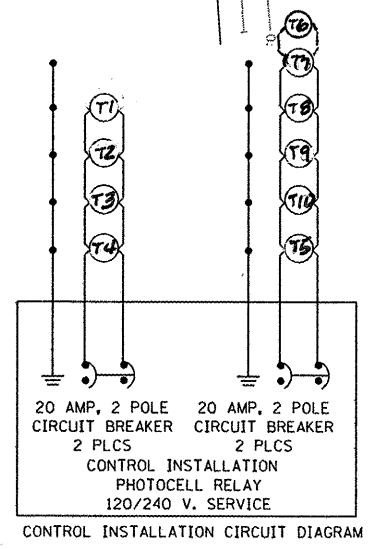 T6
T7
T1
T8
T2
T9
T3
T10
T4
T5
20 AMP, 2 POLE
CIRCUIT BREAKER
2 PLCS
20 AMP, 2 POLE
CIRCUIT BREAKER
2 PLCS
CONTROL INSTALLATION
PHOTOCELL RELAY
120/240 V. SERVICE
CONTROL INSTALLATION CIRCUIT DIAGRAM